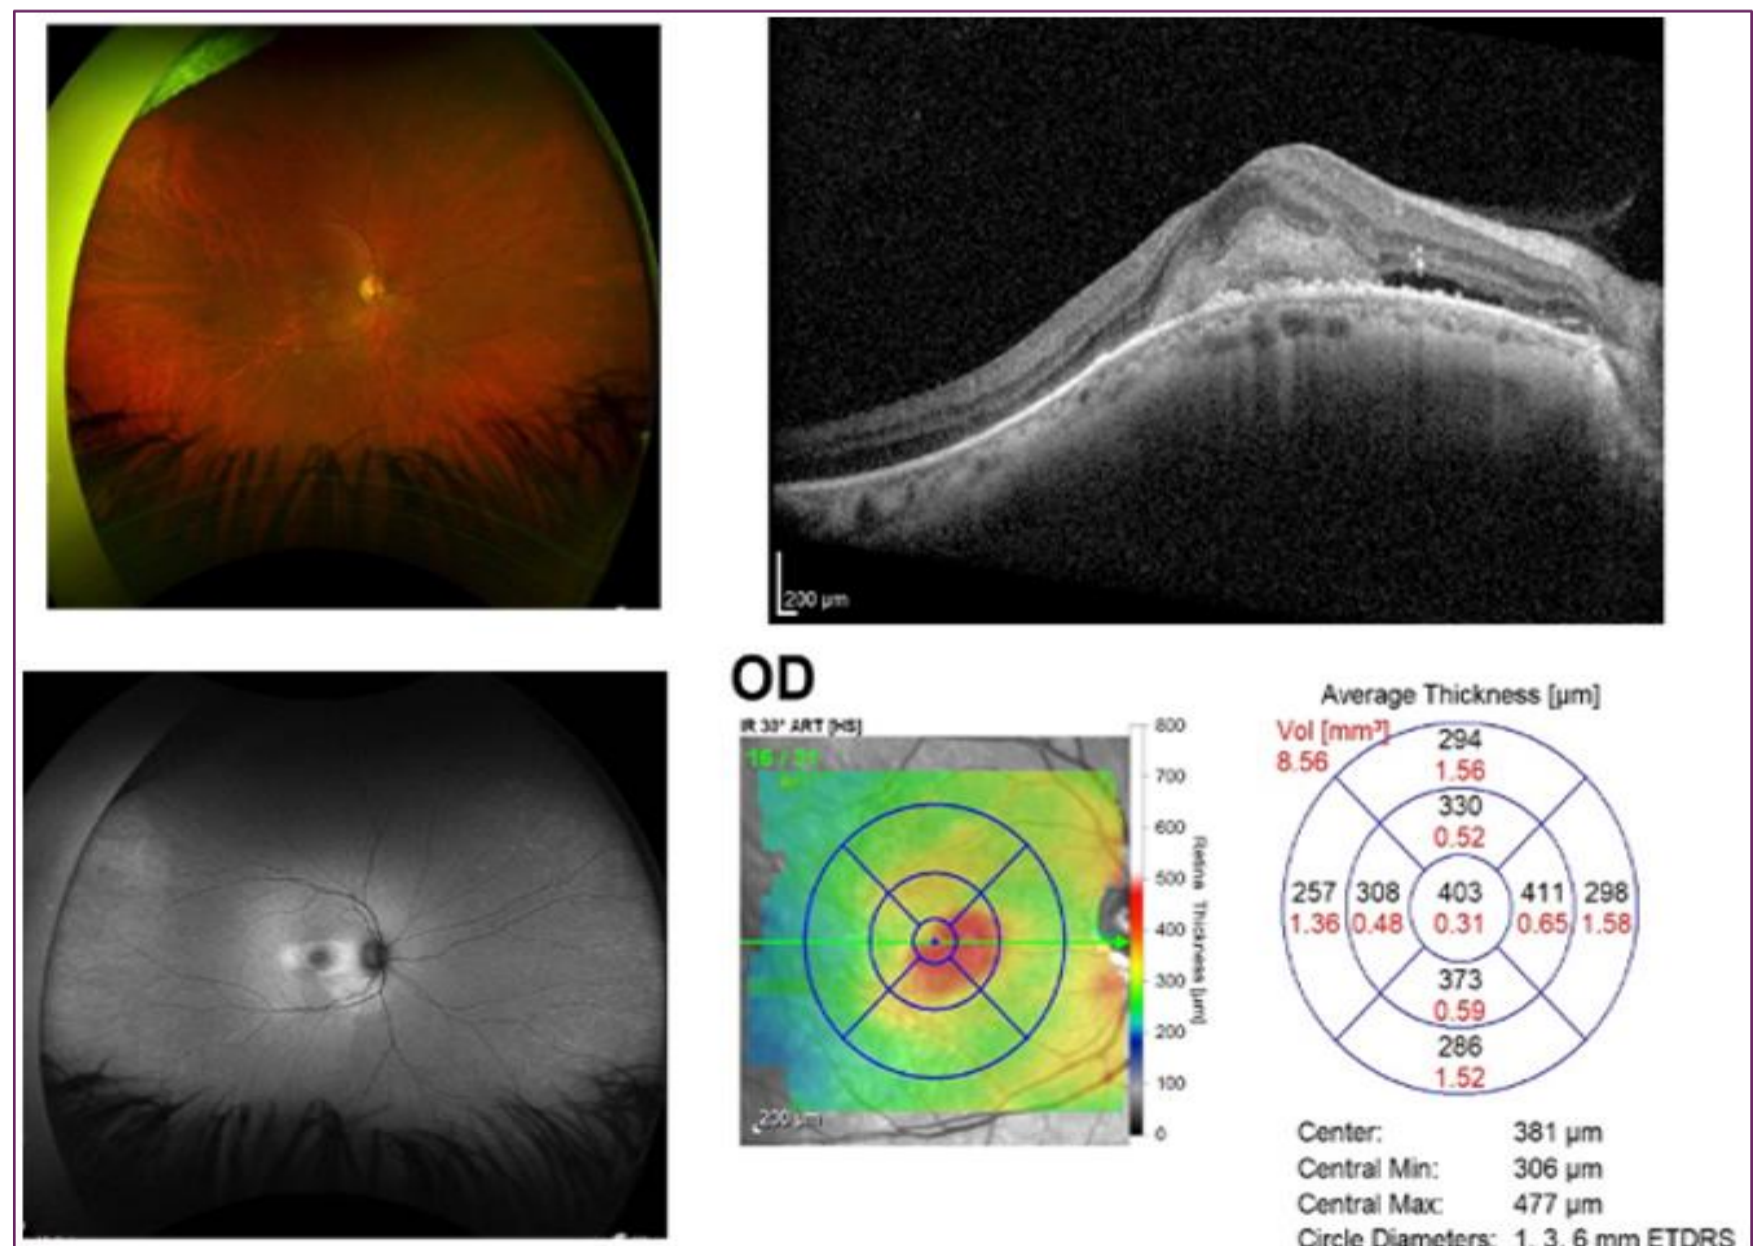 200 µm
OD
IR 30° ART [HS]
800
700
600
500
400
300
200
100
0
Retina Thickness [µm]
200 µm
Average Thickness [µm]
Vol [mm³]
8.56
294
1.56
330
0.52
257 308 403 411 298
1.36 0.48 0.31 0.65 1.58
373
0.59
286
1.52
Center: 381 µm
Central Min: 306 µm
Central Max: 477 µm
Circle Diameters: 1, 3, 6 mm ETDRS